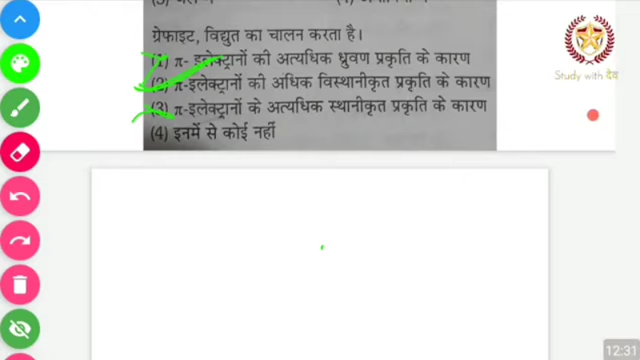 ग्रेफाइट, विद्युत का चालन करता है।
(1) π- इलेक्ट्रानों की अत्यधिक ध्रुवण प्रकृति के कारण
(2) π-इलेक्ट्रानों की अधिक विस्थानीकृत प्रकृति के कारण
(3) π-इलेक्ट्रानों के अत्यधिक स्थानीकृत प्रकृति के कारण
(4) इनमें से कोई नहीं
Study with देव
12:31